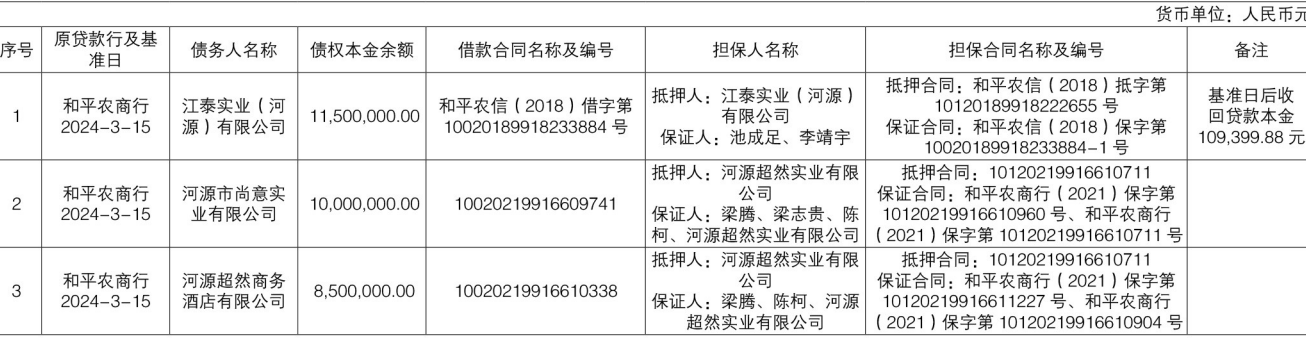 货币单位：人民币元
序号
原贷款行及基
准日
债务人名称
债权本金余额
借款合同名称及编号
担保人名称
担保合同名称及编号
备注
1
和平农商行
2024-3-15
江泰实业（河
源）有限公司
11,500,000.00
和平农信（2018）借字第
10020189918233884 号
抵押人：江泰实业（河源）
有限公司
保证人：池成足、李靖宇
抵押合同：和平农信（2018）抵字第
10120189918222655 号
保证合同：和平农信（2018）保字第
10020189918233884-1 号
基准日后收
回贷款本金
109,399.88 元
2
和平农商行
2024-3-15
河源市尚意实
业有限公司
10,000,000.00
10020219916609741
抵押人：河源超然实业有限
公司
保证人：梁腾、梁志贵、陈
柯、河源超然实业有限公司
抵押合同：10120219916610711
保证合同：和平农商行（2021）保字第
10120219916610960 号、和平农商行
（2021）保字第 10120219916610711 号
3
和平农商行
2024-3-15
河源超然商务
酒店有限公司
8,500,000.00
10020219916610338
抵押人：河源超然实业有限
公司
保证人：梁腾、陈柯、河源
超然实业有限公司
抵押合同：10120219916610711
保证合同：和平农商行（2021）保字第
10120219916611227 号、和平农商行
（2021）保字第 10120219916610904 号